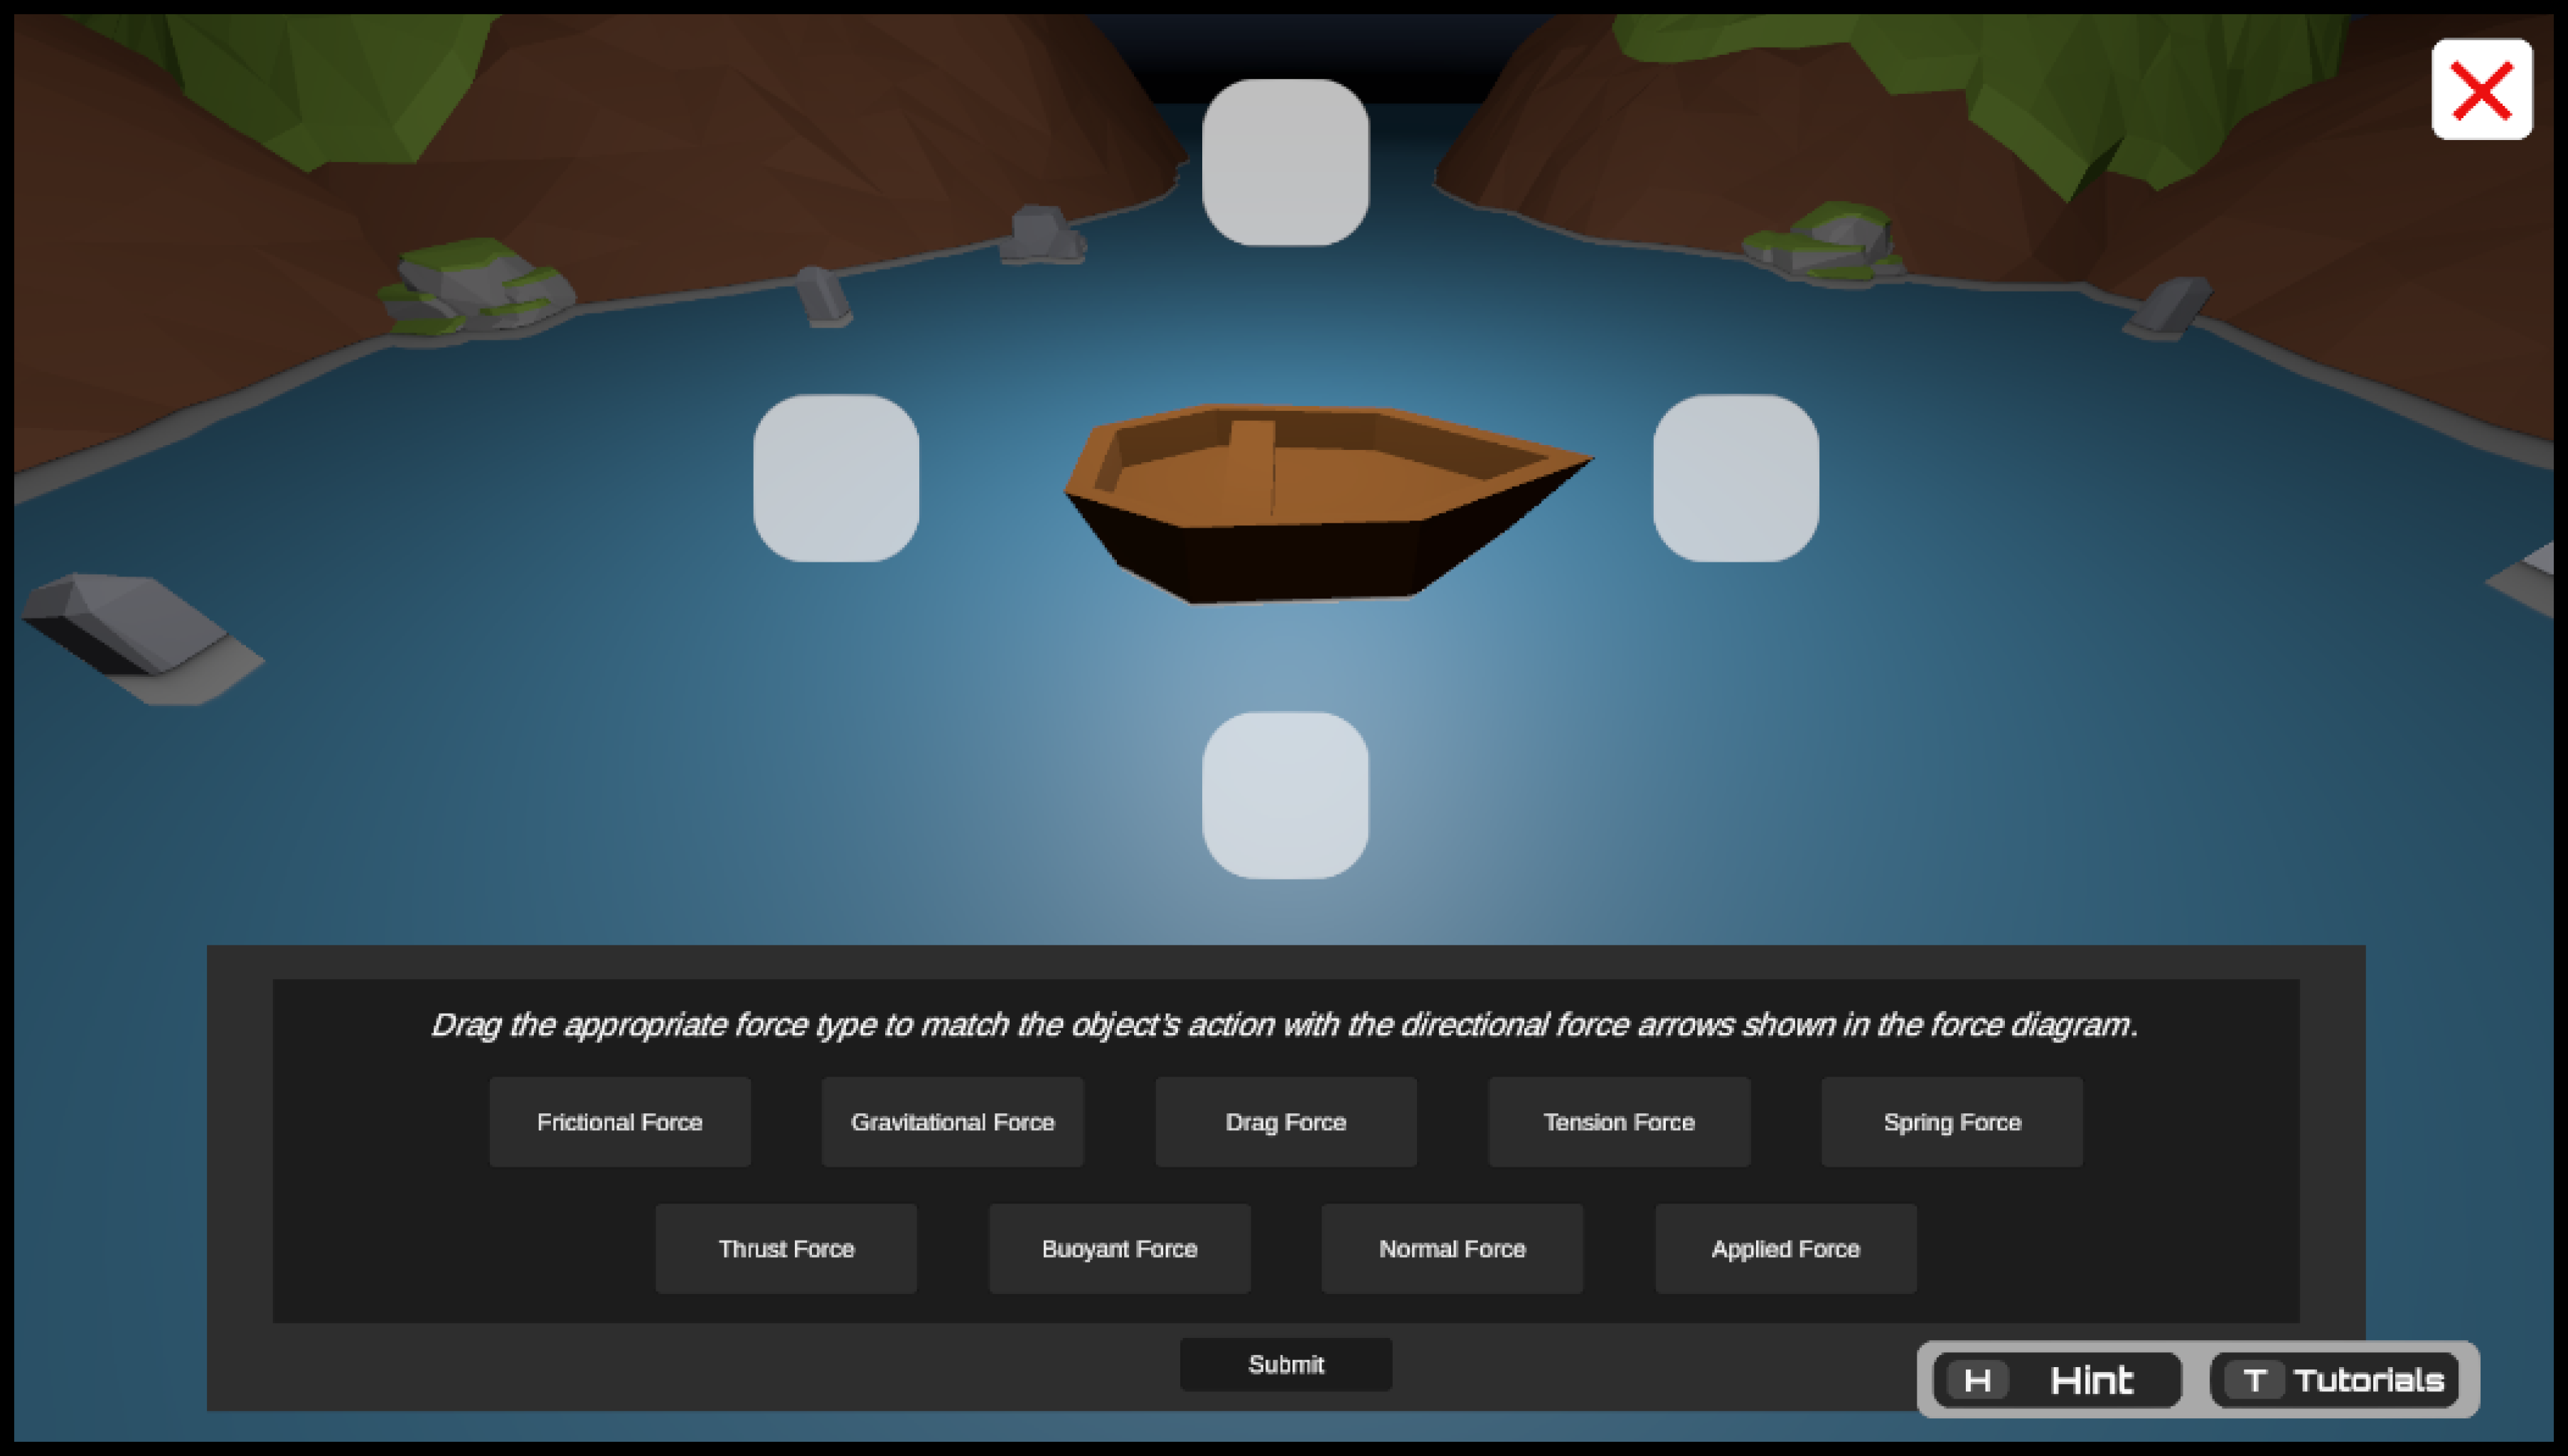 Drag the appropriate force type to match the object's action with the directional force arrows shown in the force diagram.
Frictional Force
Gravitational Force
Drag Force
Tension Force
Spring Force
Thrust Force
Buoyant Force
Normal Force
Applied Force
Submit
H Hint
T Tutorials